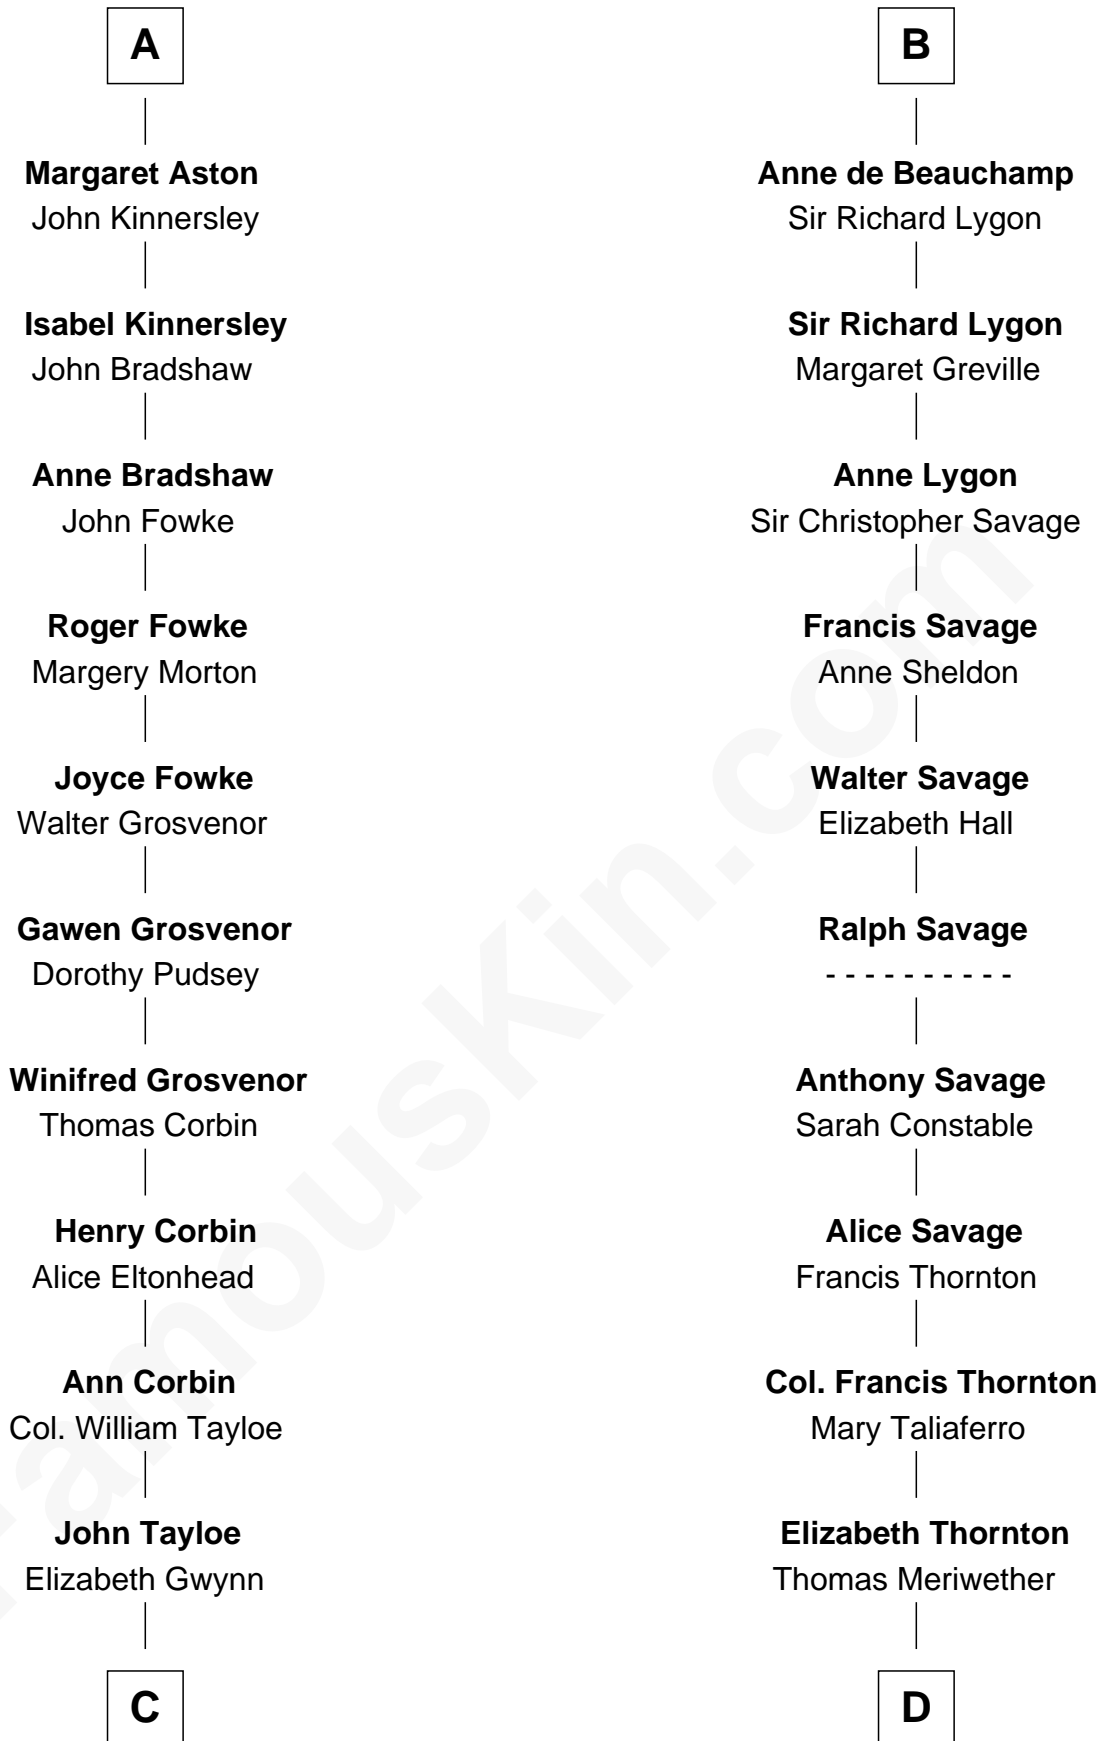 A
Margaret Aston
John Kinnersley
Isabel Kinnersley
John Bradshaw
Anne Bradshaw
John Fowke
Roger Fowke
Margery Morton
Joyce Fowke
Walter Grosvenor
Gawen Grosvenor
Dorothy Pudsey
Winifred Grosvenor
Thomas Corbin
Henry Corbin
Alice Eltonhead
Ann Corbin
Col. William Tayloe
John Tayloe
Elizabeth Gwynn
C
B
Anne de Beauchamp
Sir Richard Lygon
Sir Richard Lygon
Margaret Greville
Anne Lygon
Sir Christopher Savage
Francis Savage
Anne Sheldon
Walter Savage
Elizabeth Hall
Ralph Savage
- - - - - - - - - -
Anthony Savage
Sarah Constable
Alice Savage
Francis Thornton
Col. Francis Thornton
Mary Taliaferro
Elizabeth Thornton
Thomas Meriwether
D
FamousKin.com